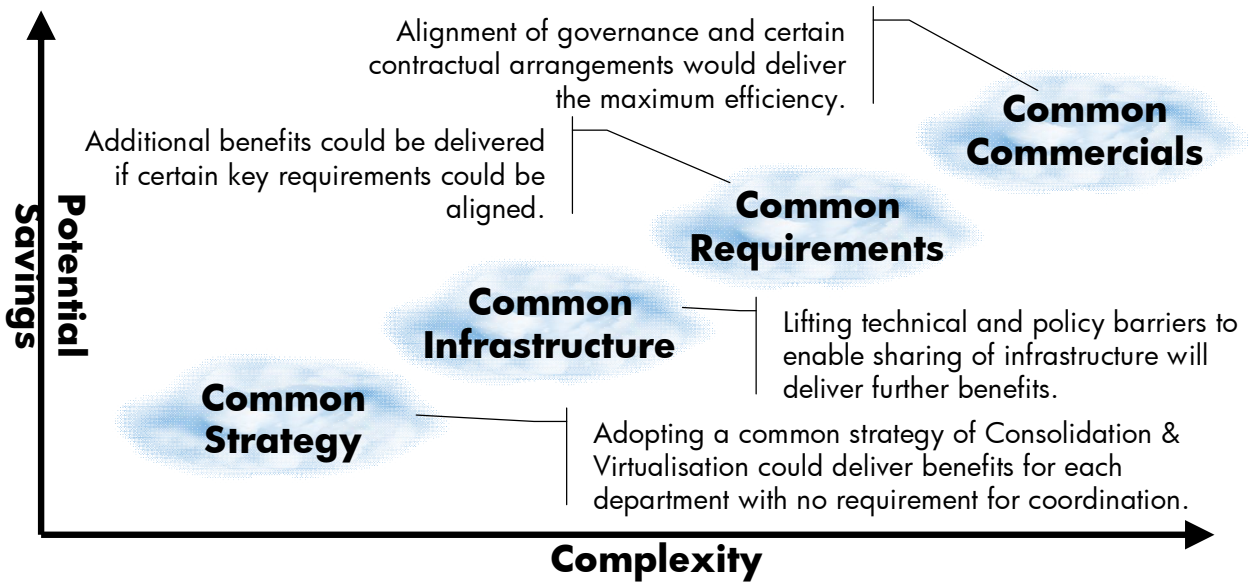 Alignment of governance and certain
contractual arrangements would deliver
the maximum efficiency.
Common
Commercials
Additional benefits could be delivered
if certain key requirements could be
aligned.
Common
Requirements
Potential
Savings
Common
Infrastructure
Lifting technical and policy barriers to
enable sharing of infrastructure will
deliver further benefits.
Common
Strategy
Adopting a common strategy of Consolidation &
Virtualisation could deliver benefits for each
department with no requirement for coordination.
Complexity